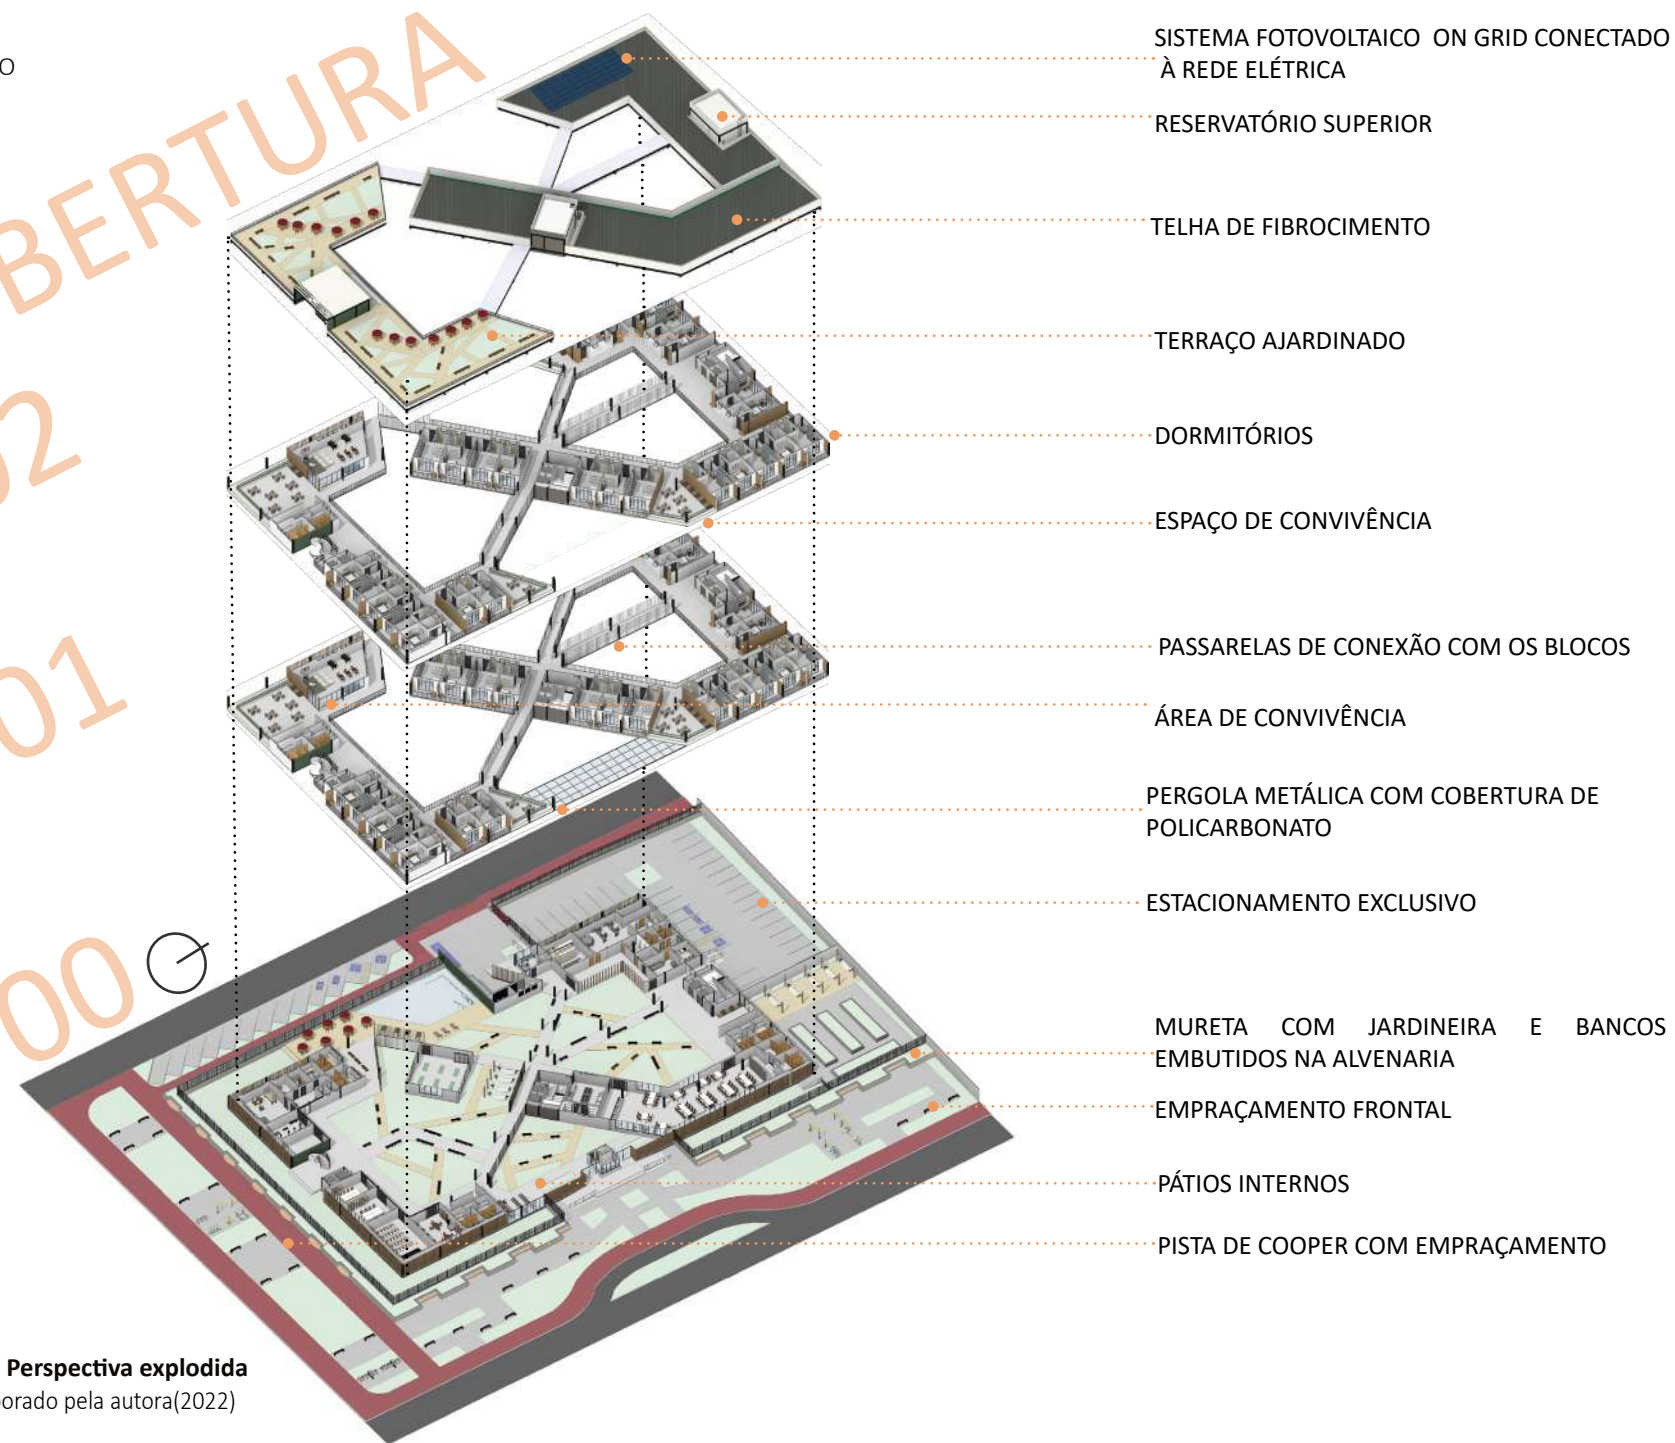 O
BERTURA
02
01
00
SISTEMA FOTOVOLTAICO ON GRID CONECTADO
À REDE ELÉTRICA
RESERVATÓRIO SUPERIOR
TELHA DE FIBROCIMENTO
TERRAÇO AJARDINADO
DORMITÓRIOS
ESPAÇO DE CONVIVÊNCIA
PASSARELAS DE CONEXÃO COM OS BLOCOS
ÁREA DE CONVIVÊNCIA
PERGOLA METÁLICA COM COBERTURA DE
POLICARBONATO
ESTACIONAMENTO EXCLUSIVO
MURETA COM JARDINEIRA E BANCOS
EMBUTIDOS NA ALVENARIA
EMPRAÇAMENTO FRONTAL
PÁTIOS INTERNOS
PISTA DE COOPER COM EMPRAÇAMENTO
Perspectiva explodida
orado pela autora(2022)